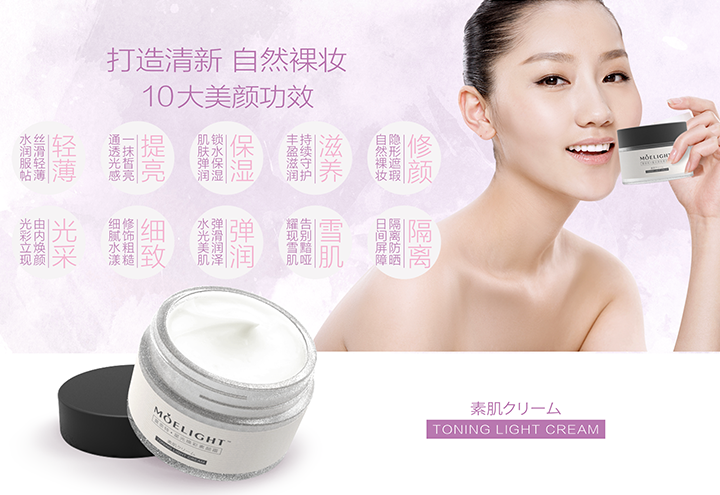 打造清新 自然裸妆
10大美颜功效
轻薄
丝滑轻薄
水润服帖
提亮
一抹皙亮
通透光感
保湿
锁水保湿
肌肤弹润
滋养
持续守护
丰盈滋润
修颜
隐形遮瑕
自然裸妆
光采
由内焕颜
光彩立现
细致
修饰粗糙
细腻水漾
弹润
弹滑润泽
水光美肌
雪肌
告别黯哑
耀现雪肌
隔离
隔离防晒
日间屏障
MOELIGHT
MOELIGHT™
素肌クリーム
TONING LIGHT CREAM